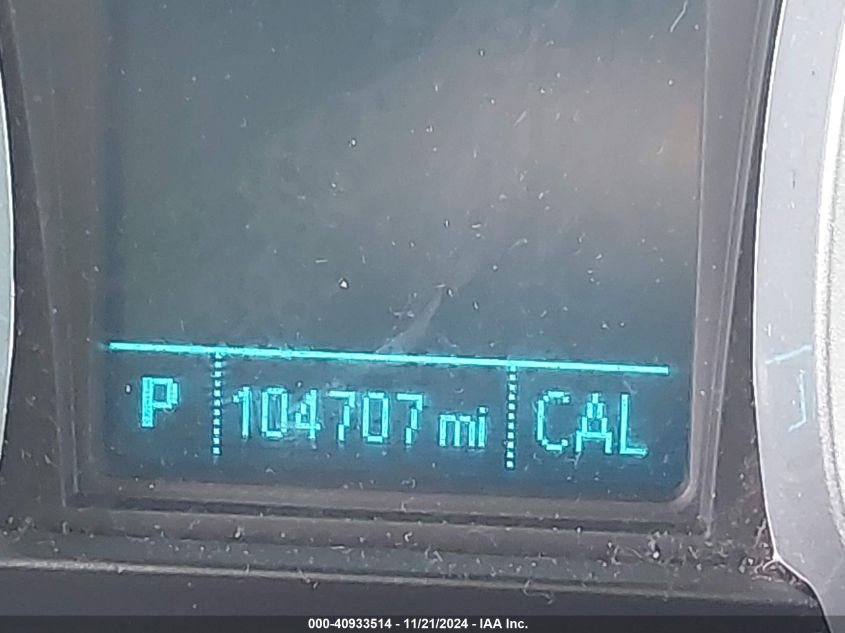 P 104707 mi CAL
000-40933514 - 11/21/2024 - IAA Inc.